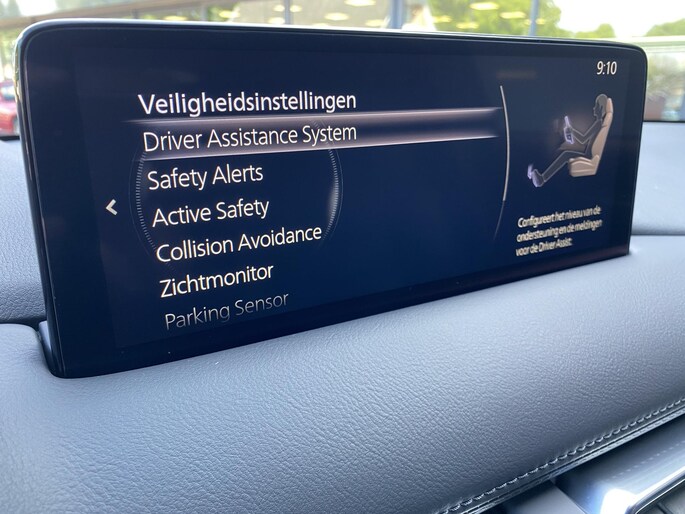 9:10
Veiligheidsinstellingen
Driver Assistance System
Safety Alerts
Active Safety
Collision Avoidance
Zichtmonitor
Parking Sensor
Configureert het niveau van de
ondersteuning en de meldingen
voor de Driver Assist.